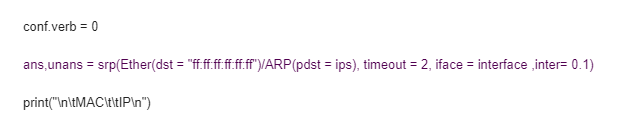 conf.verb = 0
ans,unans = srp(Ether(dst = "ff:ff:ff:ff:ff:ff")/ARP(pdst = ips), timeout = 2, iface = interface ,inter= 0.1)
print("\n\tMAC\t\tIP\n")